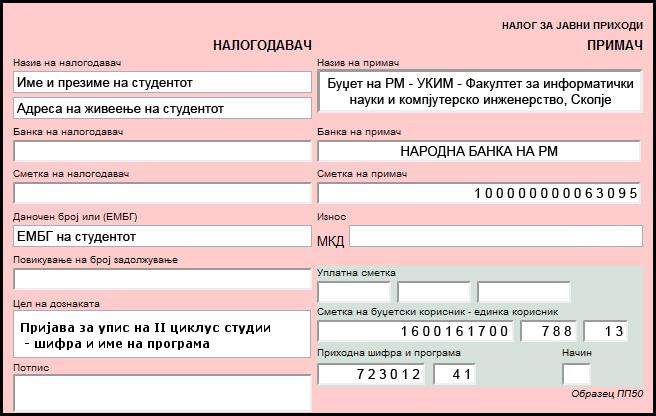 НАЛОГ ЗА ЈАВНИ ПРИХОДИ
НАЛОГОДАВАЧ
Назив на налогодавач
Име и презиме на студентот
Адреса на живеење на студентот
Банка на налогодавач
Сметка на налогодавач
Даночен број или (ЕМБГ)
ЕМБГ на студентот
Повикување на број задолжување
Цел на дознаката
Пријава за упис на II циклус студии
- шифра и име на програма
Потпис
ПРИМАЧ
Назив на примач
Буџет на РМ - УКИМ - Факултет за информатички
науки и компјутерско инженерство, Скопје
Банка на примач
НАРОДНА БАНКА НА РМ
Сметка на примач
100000000063095
Износ
МКД
Уплатна сметка
Сметка на буџетски корисник - единка корисник
1600161700 788 13
Приходна шифра и програма Начин
723012 41
Образец ПП50